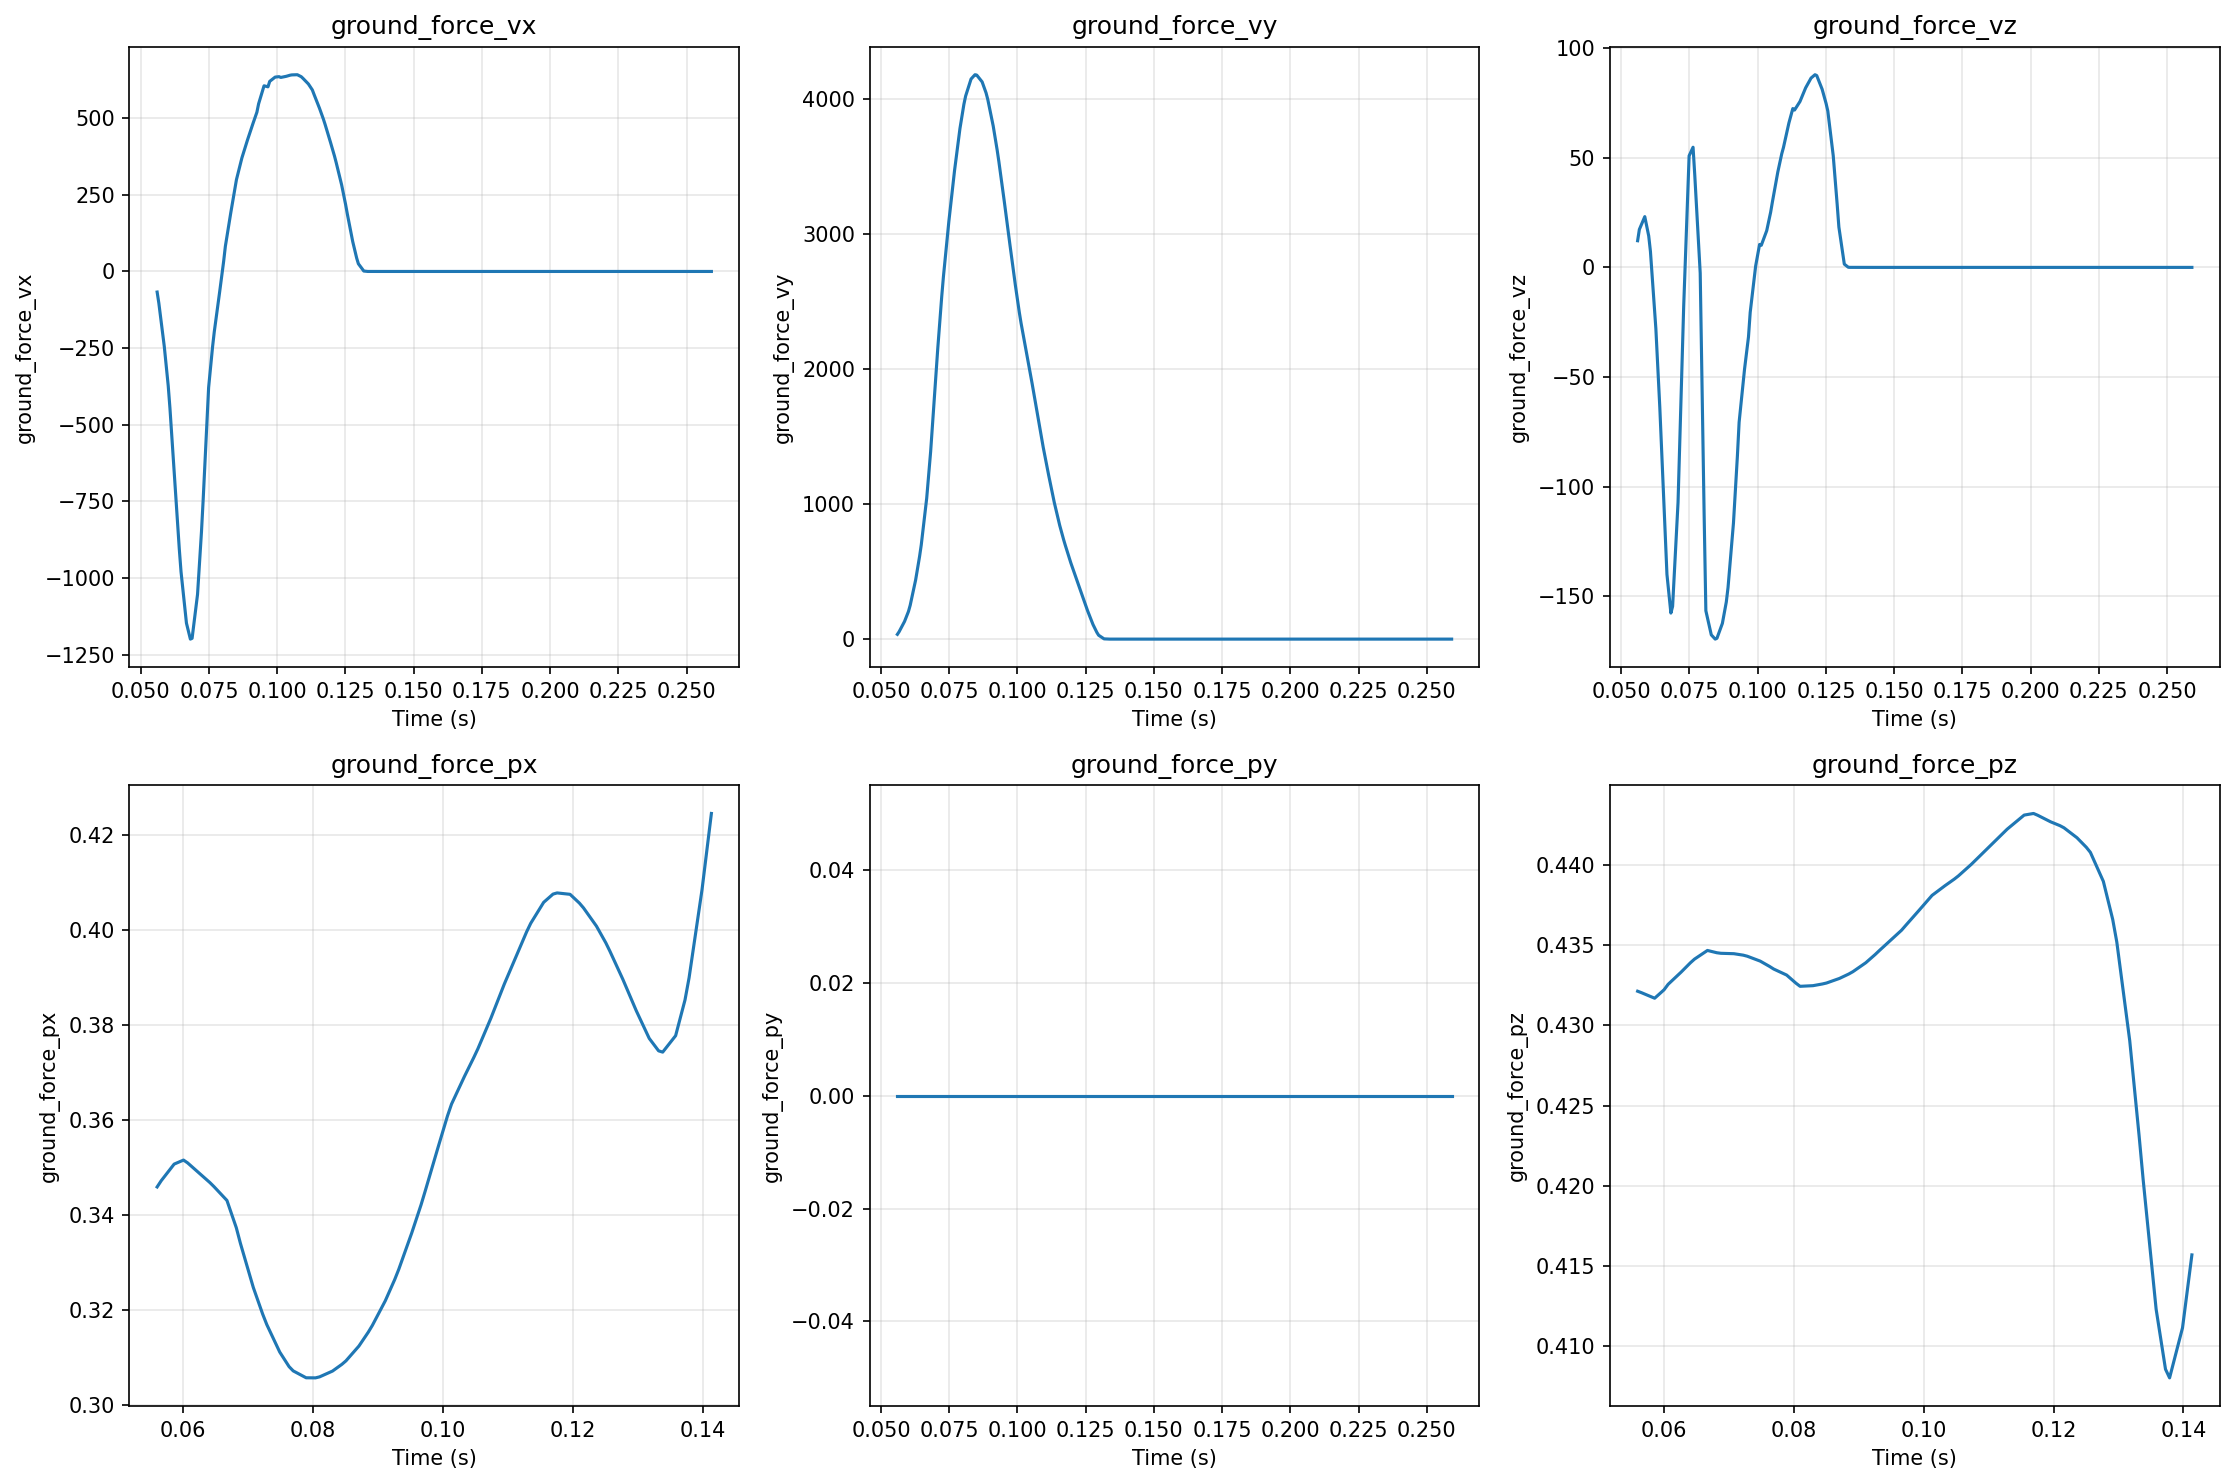 ground_force_vx
ground_force_vx
500
250
0
−250
−500
−750
−1000
−1250
0.050 0.075 0.100 0.125 0.150 0.175 0.200 0.225 0.250
Time (s)
ground_force_vy
ground_force_vy
4000
3000
2000
1000
0
0.050 0.075 0.100 0.125 0.150 0.175 0.200 0.225 0.250
Time (s)
ground_force_vz
ground_force_vz
100
50
0
−50
−100
−150
0.050 0.075 0.100 0.125 0.150 0.175 0.200 0.225 0.250
Time (s)
ground_force_px
ground_force_px
0.42
0.40
0.38
0.36
0.34
0.32
0.30
0.06 0.08 0.10 0.12 0.14
Time (s)
ground_force_py
ground_force_py
0.04
0.02
0.00
−0.02
−0.04
0.050 0.075 0.100 0.125 0.150 0.175 0.200 0.225 0.250
Time (s)
ground_force_pz
ground_force_pz
0.440
0.435
0.430
0.425
0.420
0.415
0.410
0.06 0.08 0.10 0.12 0.14
Time (s)